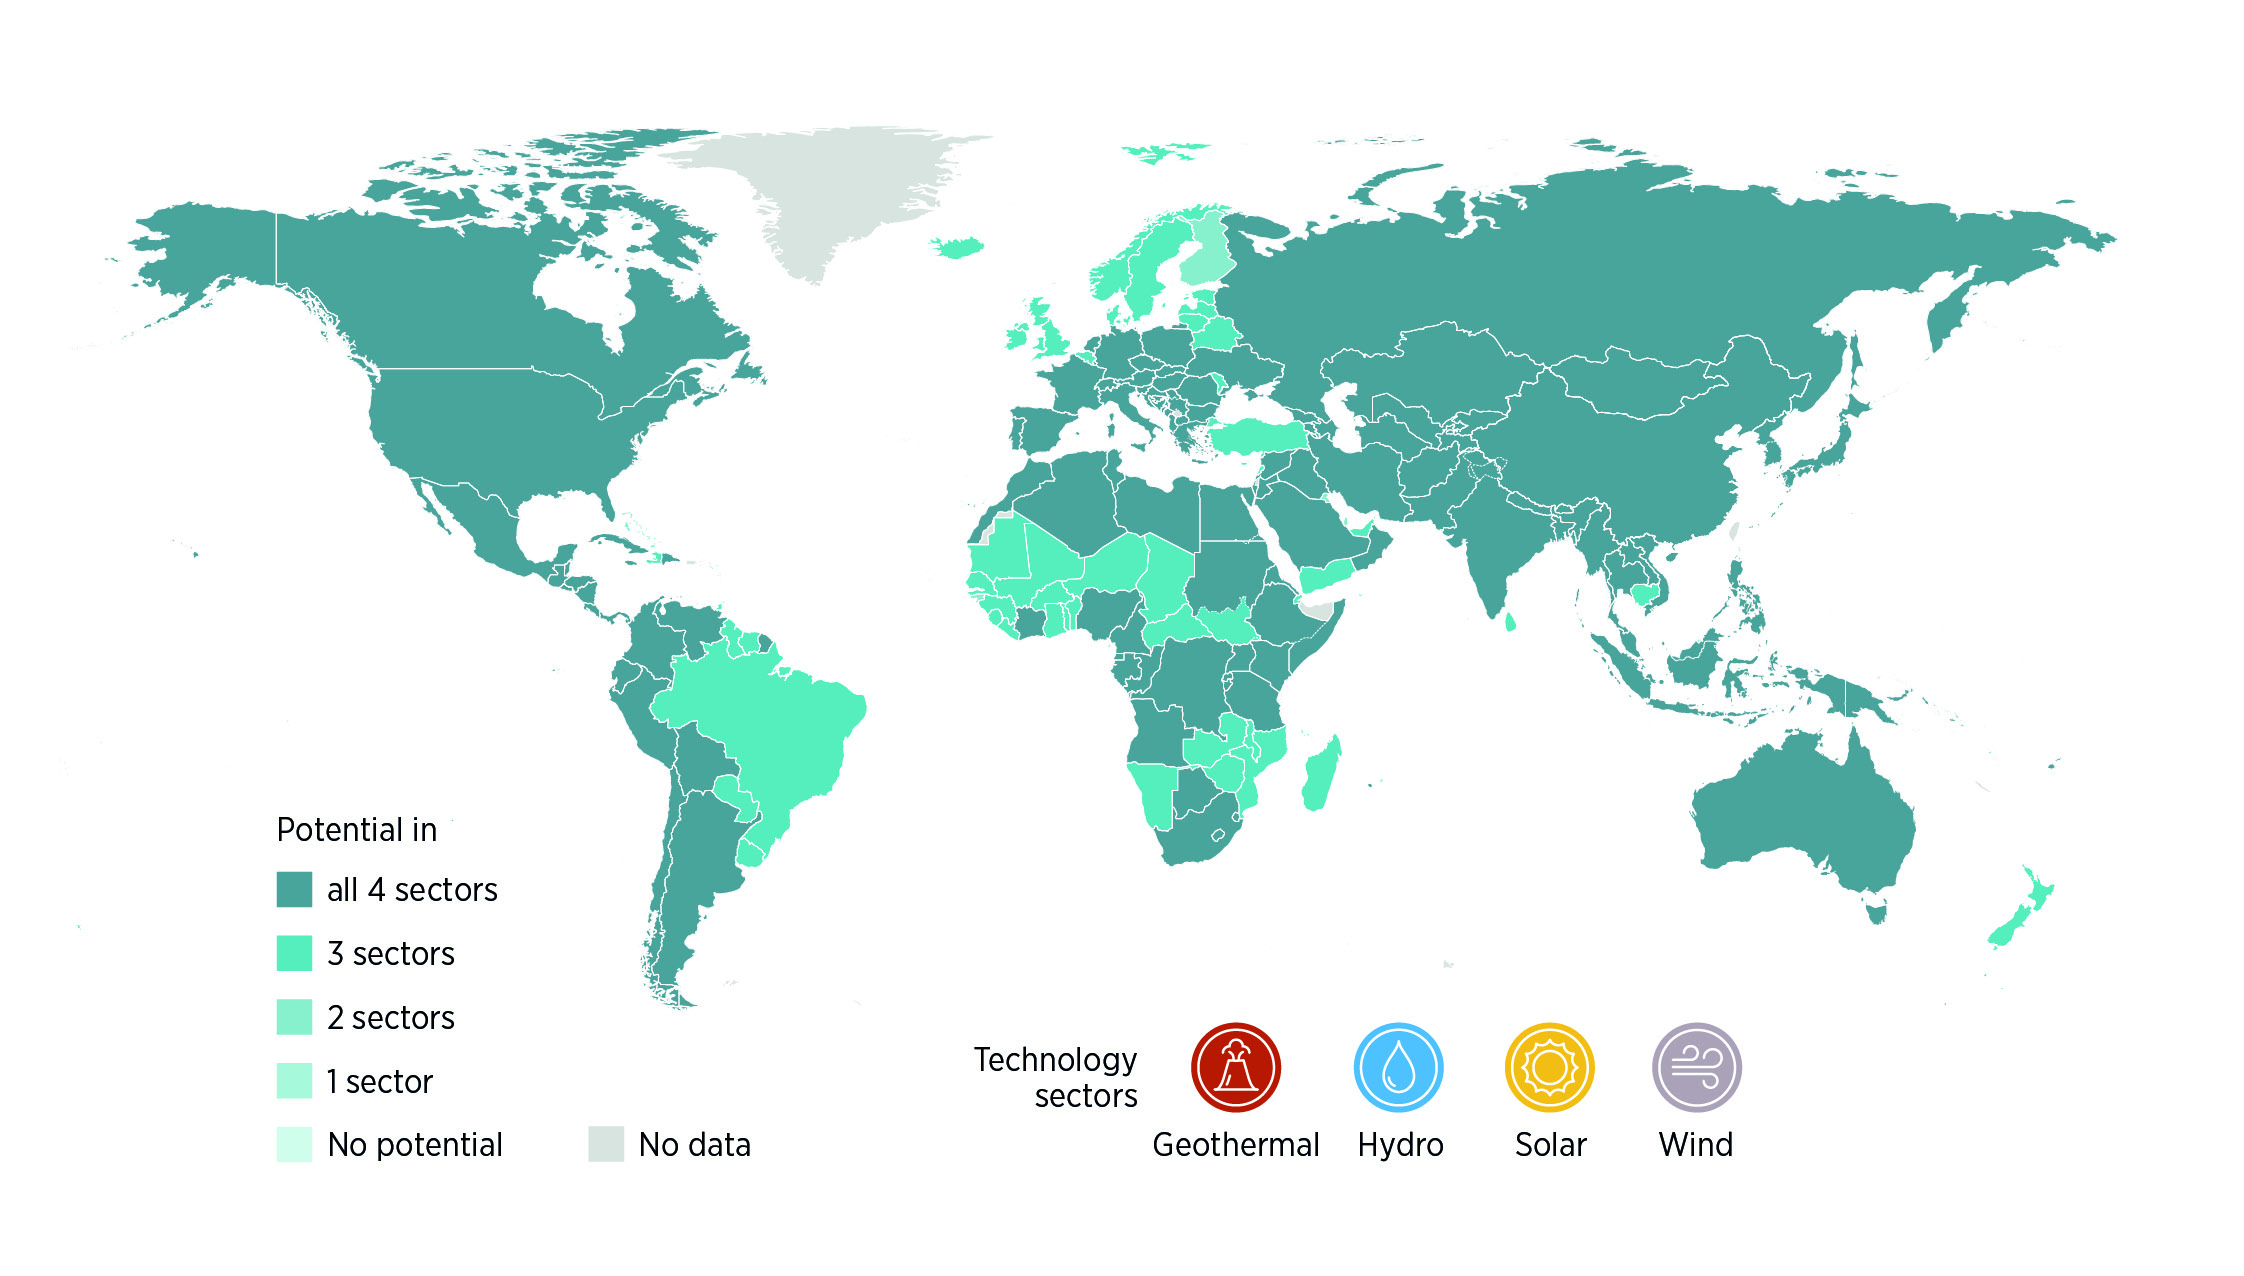 Potential in
all 4 sectors
3 sectors
2 sectors
1 sector
No potential
No data
Technology
sectors
Geothermal
Hydro
Solar
Wind